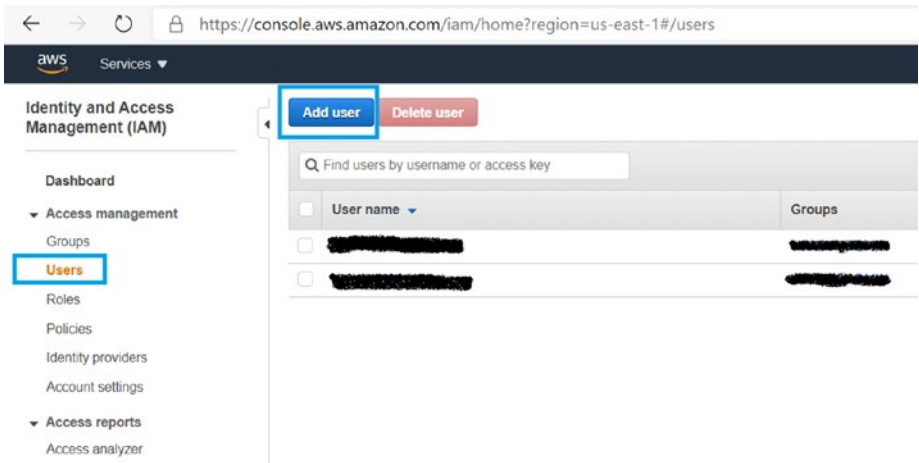 https://console.aws.amazon.com/iam/home?region=us-east-1#/users
aws Services
Identity and Access
Management (IAM)
Dashboard
Access management
Groups
Users
Roles
Policies
Identity providers
Account settings
Access reports
Access analyzer
Add user Delete user
Find users by username or access key
User name Groups